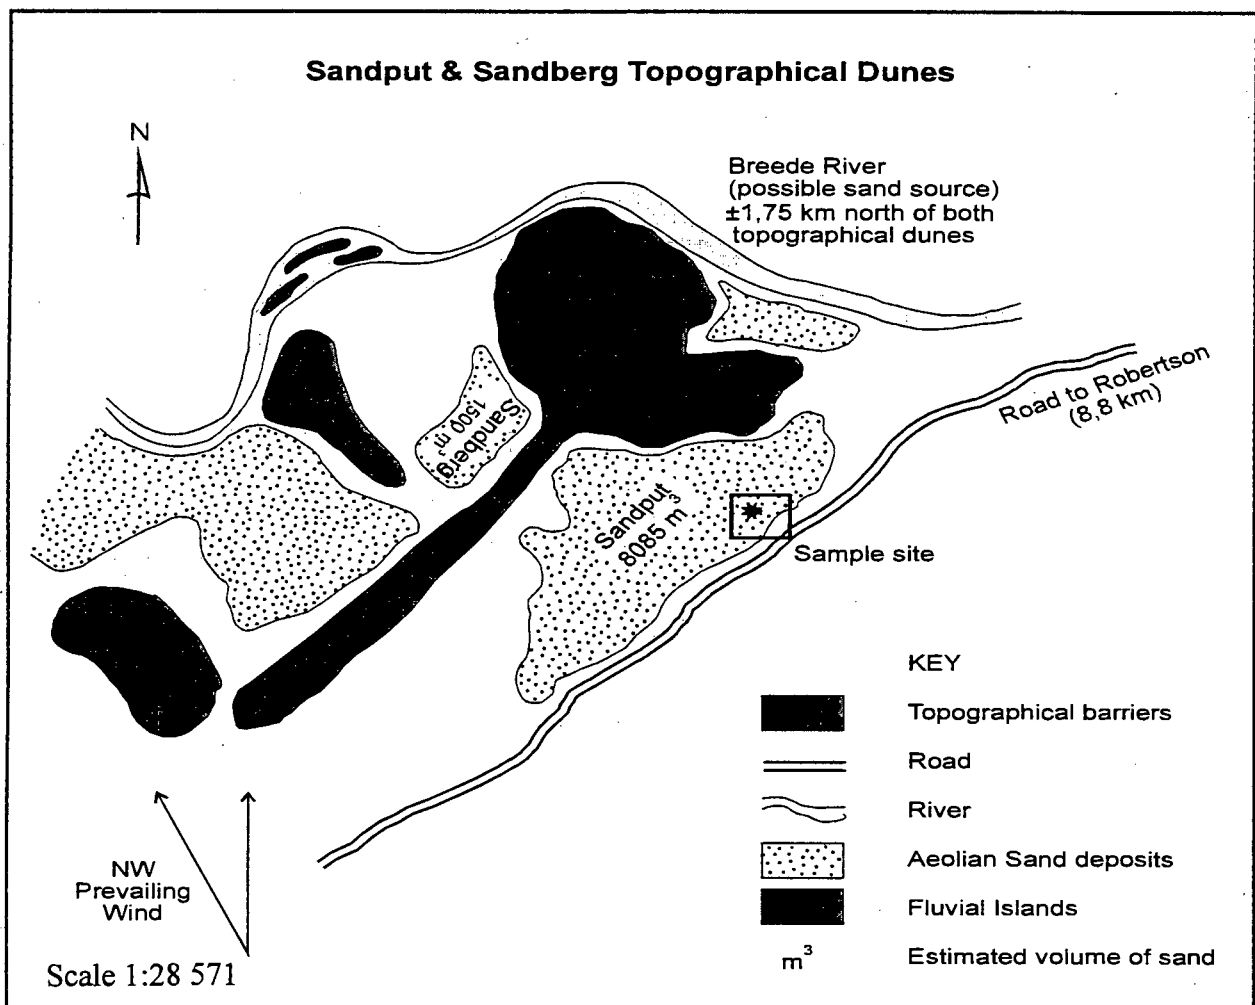 Sandput & Sandberg Topographical Dunes
N
Breede River
(possible sand source)
±1,75 km north of both
topographical dunes
Road to Robertson
(8,8 km)
Sandberg
1500 m³
Sandput
8085 m³
Sample site
KEY
Topographical barriers
Road
River
Aeolian Sand deposits
Fluvial Islands
m³ Estimated volume of sand
NW
Prevailing
Wind
Scale 1:28 571